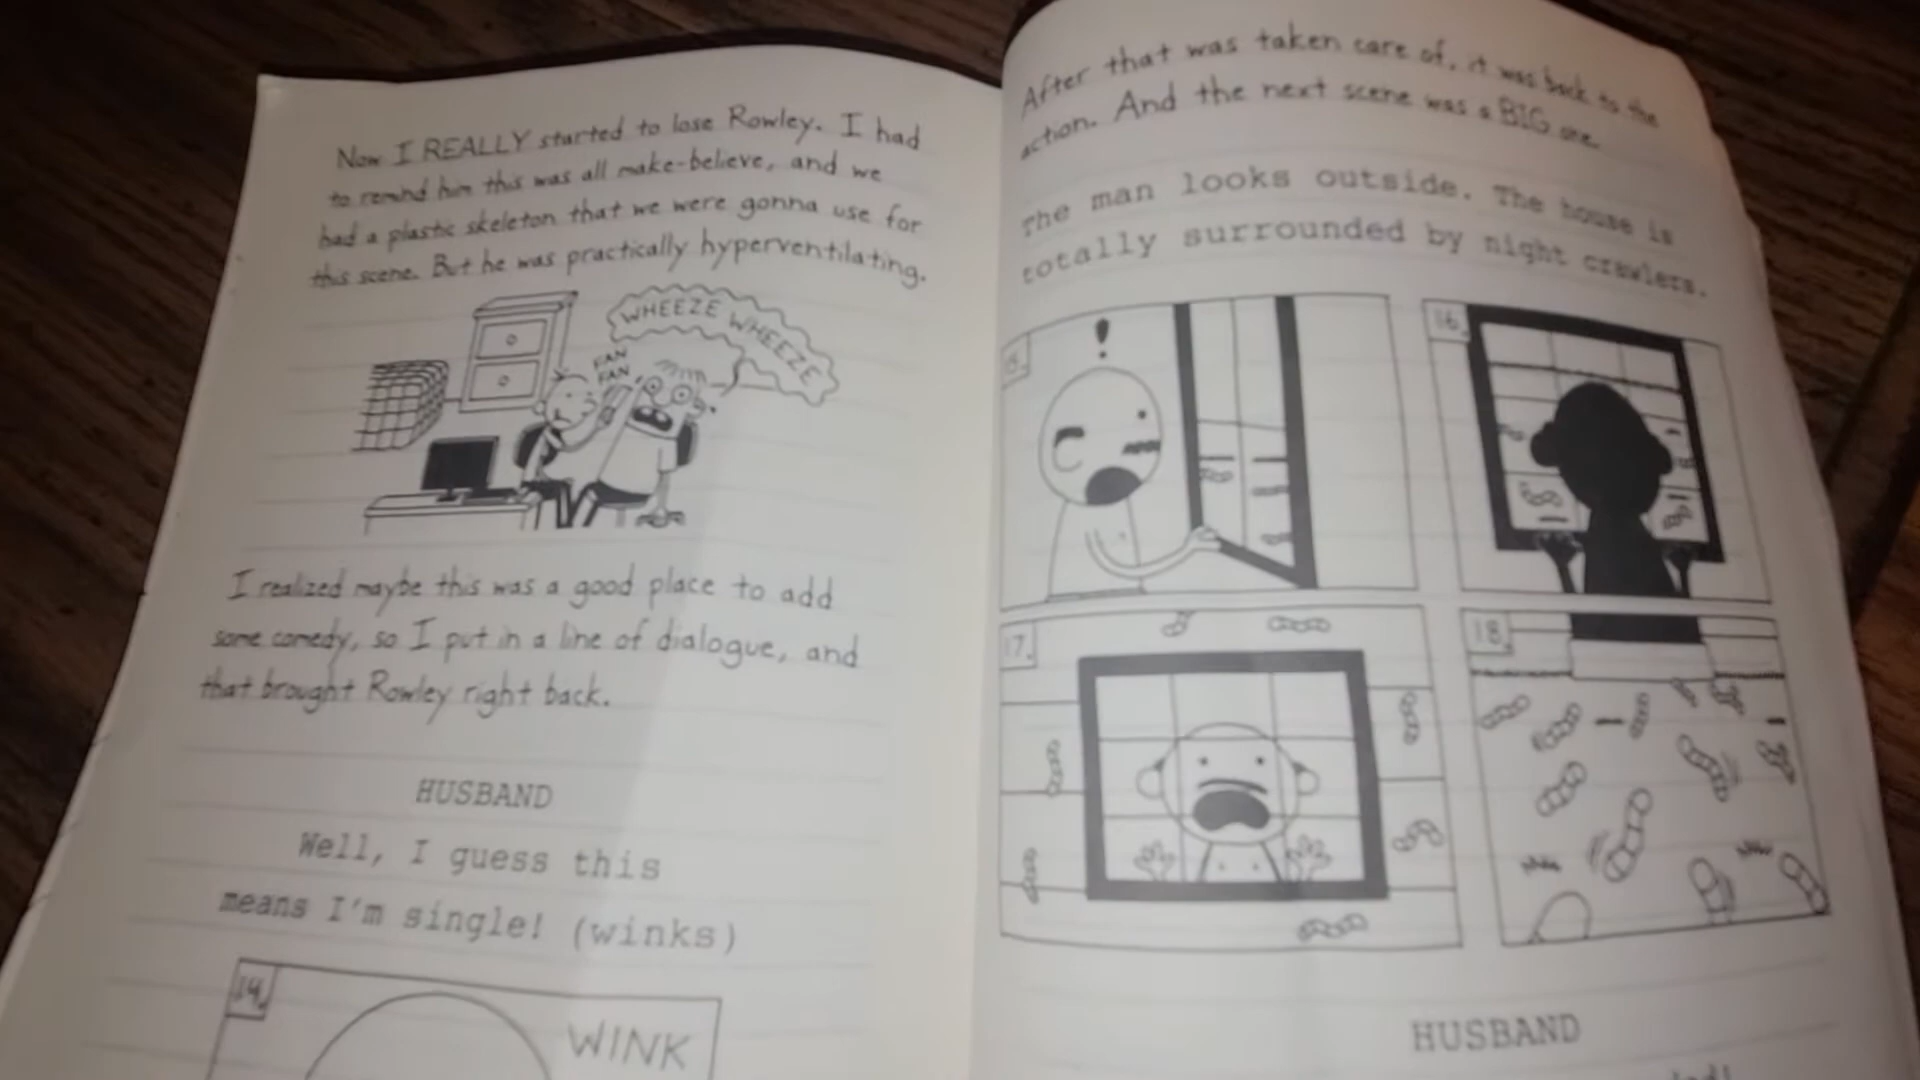 Now I REALLY started to lose Rowley. I had
to remind him this was all make-believe, and we
had a plastic skeleton that we were gonna use for
this scene. But he was practically hyperventilating.
WHEEZE WHEEZE
FAN
FAN
I realized maybe this was a good place to add
some comedy, so I put in a line of dialogue, and
that brought Rowley right back.
HUSBAND
Well, I guess this
means I'm single! (winks)
14.
WINK
After that was taken care of, it was back to the
action. And the next scene was a BIG one.
The man looks outside. The house is
totally surrounded by night crawlers.
!
16.
17.
18.
HUSBAND